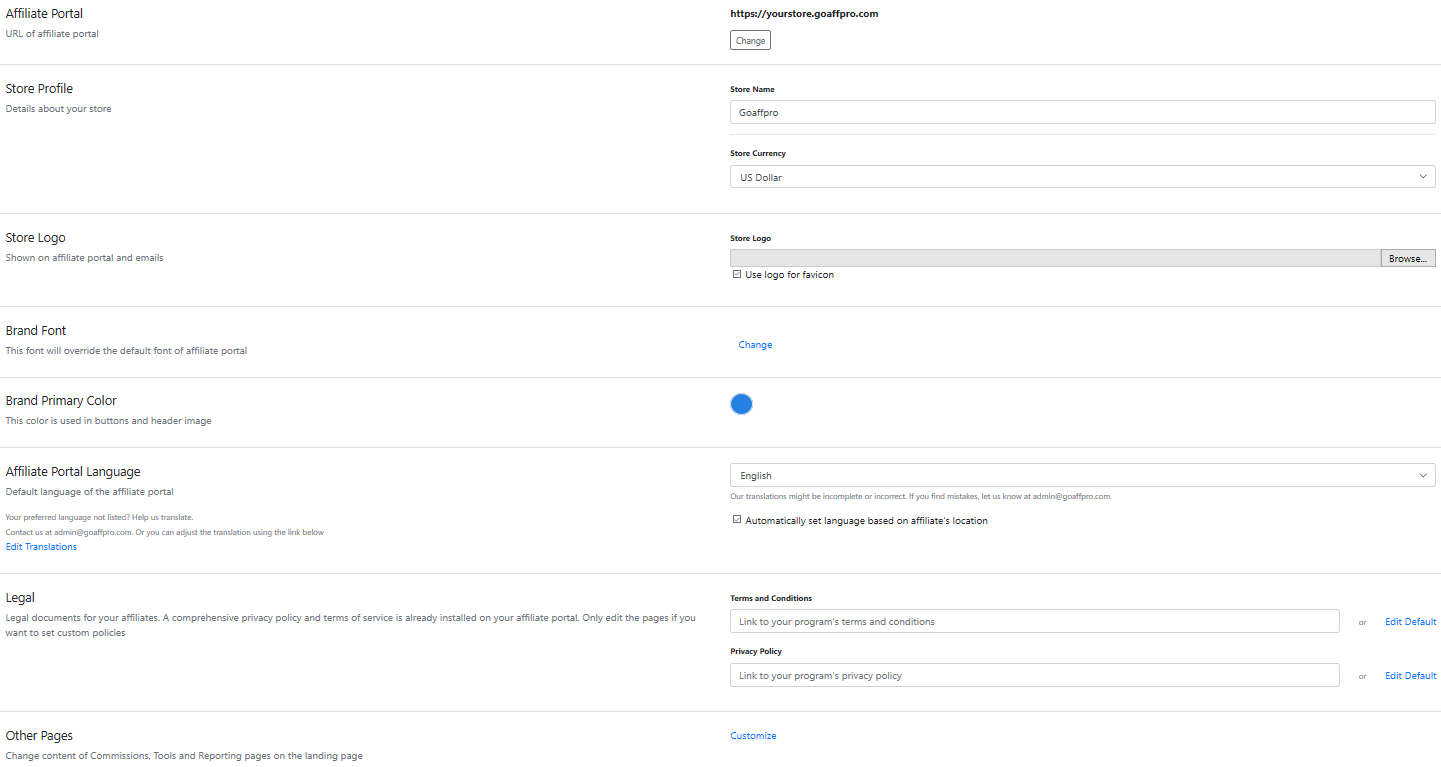 Affiliate Portal
URL of affiliate portal
https://yourstore.goaffpro.com
Change
Store Profile
Details about your store
Store Name
Goaffpro
Store Currency
US Dollar
Store Logo
Shown on affiliate portal and emails
Store Logo
Browse...
Use logo for favicon
Brand Font
This font will override the default font of affiliate portal
Change
Brand Primary Color
This color is used in buttons and header image
Affiliate Portal Language
Default language of the affiliate portal
Your preferred language not listed? Help us translate.
Contact us at admin@goaffpro.com. Or you can adjust the translation using the link below
Edit Translations
English
Our translations might be incomplete or incorrect. If you find mistakes, let us know at admin@goaffpro.com.
Automatically set language based on affiliate's location
Legal
Legal documents for your affiliates. A comprehensive privacy policy and terms of service is already installed on your affiliate portal. Only edit the pages if you
want to set custom policies
Terms and Conditions
Link to your program's terms and conditions
or
Edit Default
Privacy Policy
Link to your program's privacy policy
or
Edit Default
Other Pages
Change content of Commissions, Tools and Reporting pages on the landing page
Customize